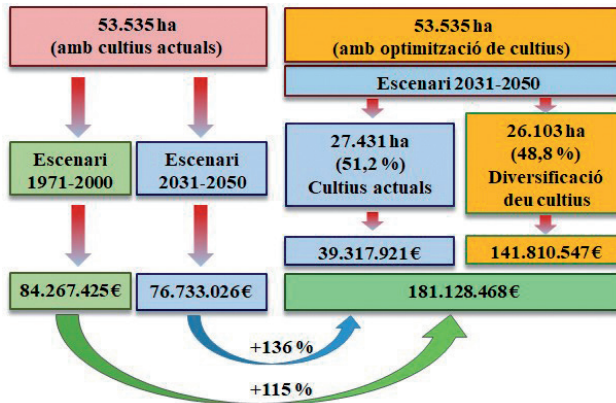 53.535 ha
(amb cultius actuals)
53.535 ha
(amb optimització de cultius)
Escenari 2031-2050
Escenari
1971-2000
Escenari
2031-2050
27.431 ha
(51,2 %)
Cultius actuals
26.103 ha
(48,8 %)
Diversificació
deu cultius
39.317.921 €
141.810.547 €
84.267.425 €
76.733.026 €
181.128.468 €
+136 %
+115 %